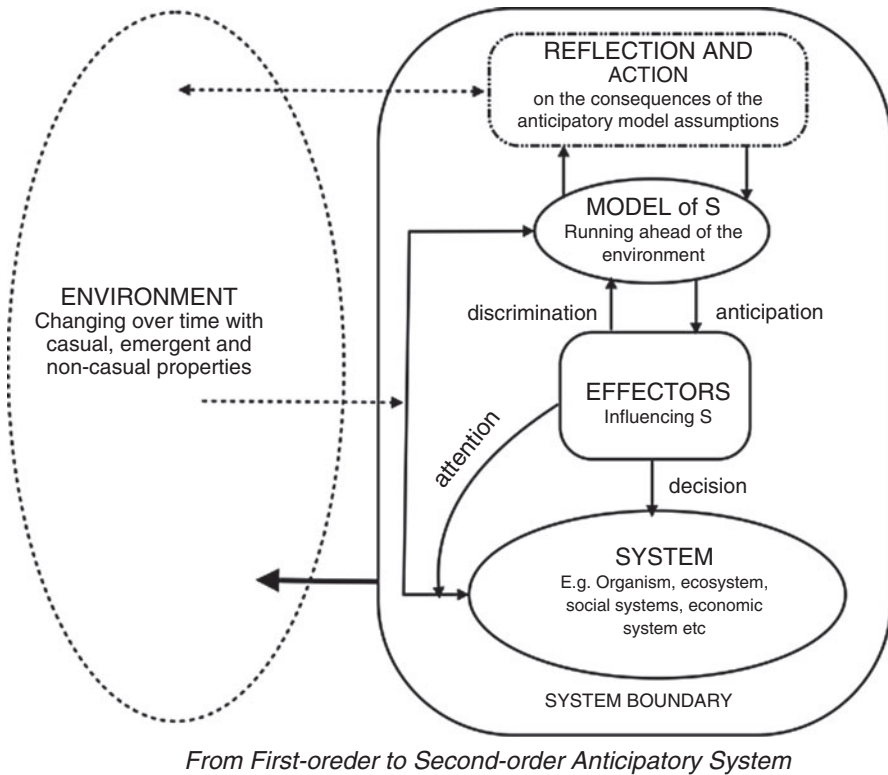 REFLECTION AND
ACTION
on the consequences of the
anticipatory model assumptions
MODEL of S
Running ahead of the
environment
ENVIRONMENT
Changing over time with
casual, emergent and
non-casual properties
discrimination
anticipation
EFFECTORS
Influencing S
attention
decision
SYSTEM
E.g. Organism, ecosystem,
social systems, economic
system etc
SYSTEM BOUNDARY
From First-oreder to Second-order Anticipatory System